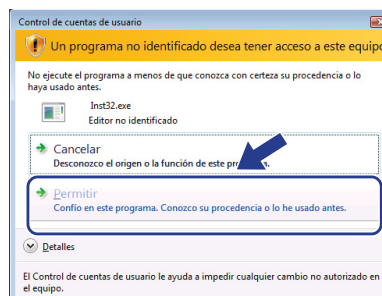 Control de cuentas de usuario
Un programa no identificado desea tener acceso a este equipo
No ejecute el programa a menos de que conozca con certeza su procedencia o lo
haya usado antes.
Inst32.exe
Editor no identificado
Cancelar
Desconozco el origen o la función de este
Permitir
Confío en este programa. Conozco su procedencia o lo he usado antes.
Detalles
El Control de cuentas de usuario le ayuda a impedir cualquier cambio no autorizado en
el equipo.